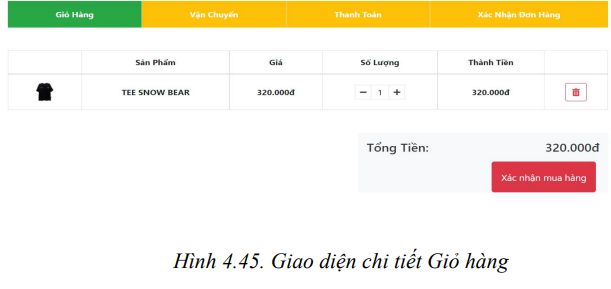 Giỏ Hàng Vận Chuyển Thanh Toán Xác Nhận Đơn Hàng
Sản Phẩm Giá Số Lượng Thành Tiền
TEE SNOW BEAR 320.000đ − 1 + 320.000đ
Tổng Tiền: 320.000đ
Xác nhận mua hàng
Hình 4.45. Giao diện chi tiết Giỏ hàng